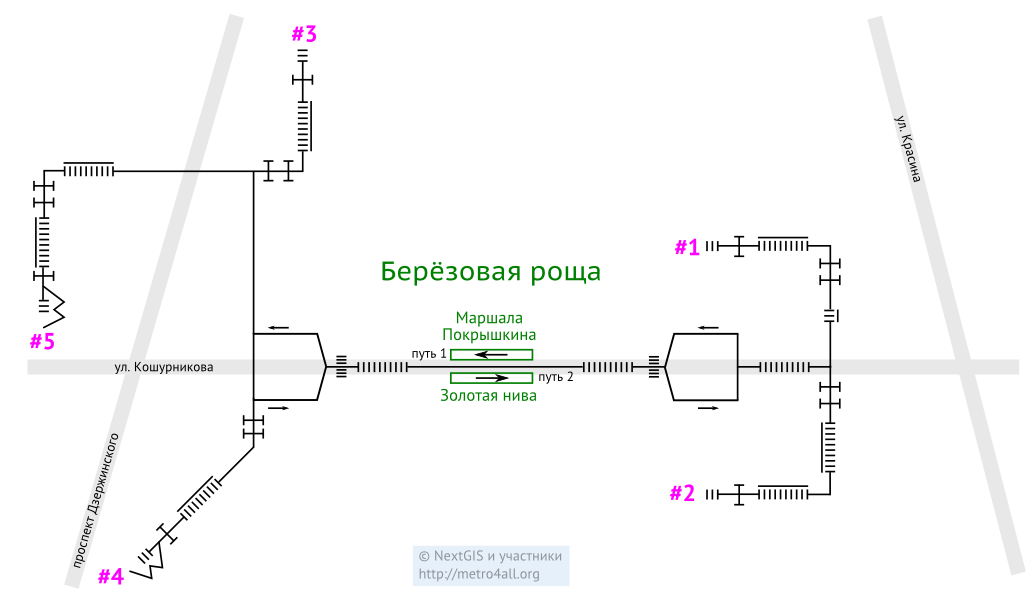 #3
ул. Красина
#1
Берёзовая роща
Маршала
Покрышкина
путь 1
#5
ул. Кошурникова
путь 2
Золотая нива
проспект Дзержинского
#2
#4
© NextGIS и участники
http://metro4all.org